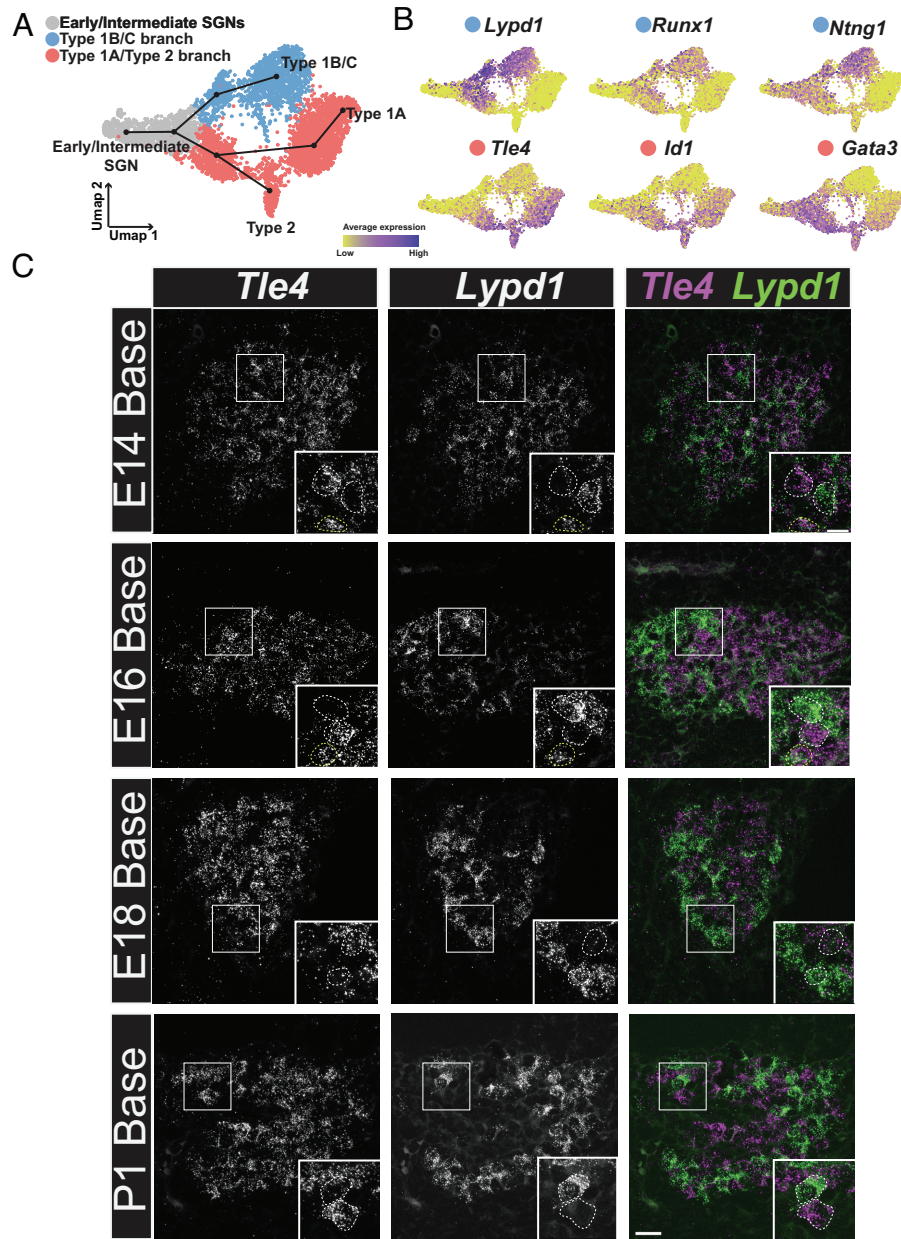 A
Early/Intermediate SGNs
Type 1B/C branch
Type 1A/Type 2 branch
Type 1B/C
Type 1A
Early/Intermediate
SGN
Type 2
Umap 2
Umap 1
B
Lypd1
Runx1
Ntng1
Tle4
Id1
Gata3
Average expression
Low
High
C
Tle4
Lypd1
Tle4 Lypd1
E14 Base
E16 Base
E18 Base
P1 Base